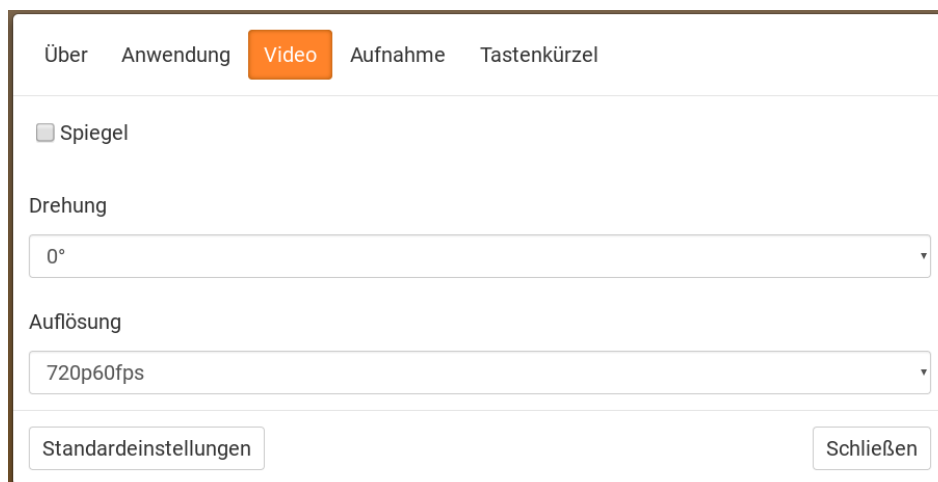 Über Anwendung Video Aufnahme Tastenkürzel
Spiegel
Drehung
0°
Auflösung
720p60fps
Standardeinstellungen Schließen